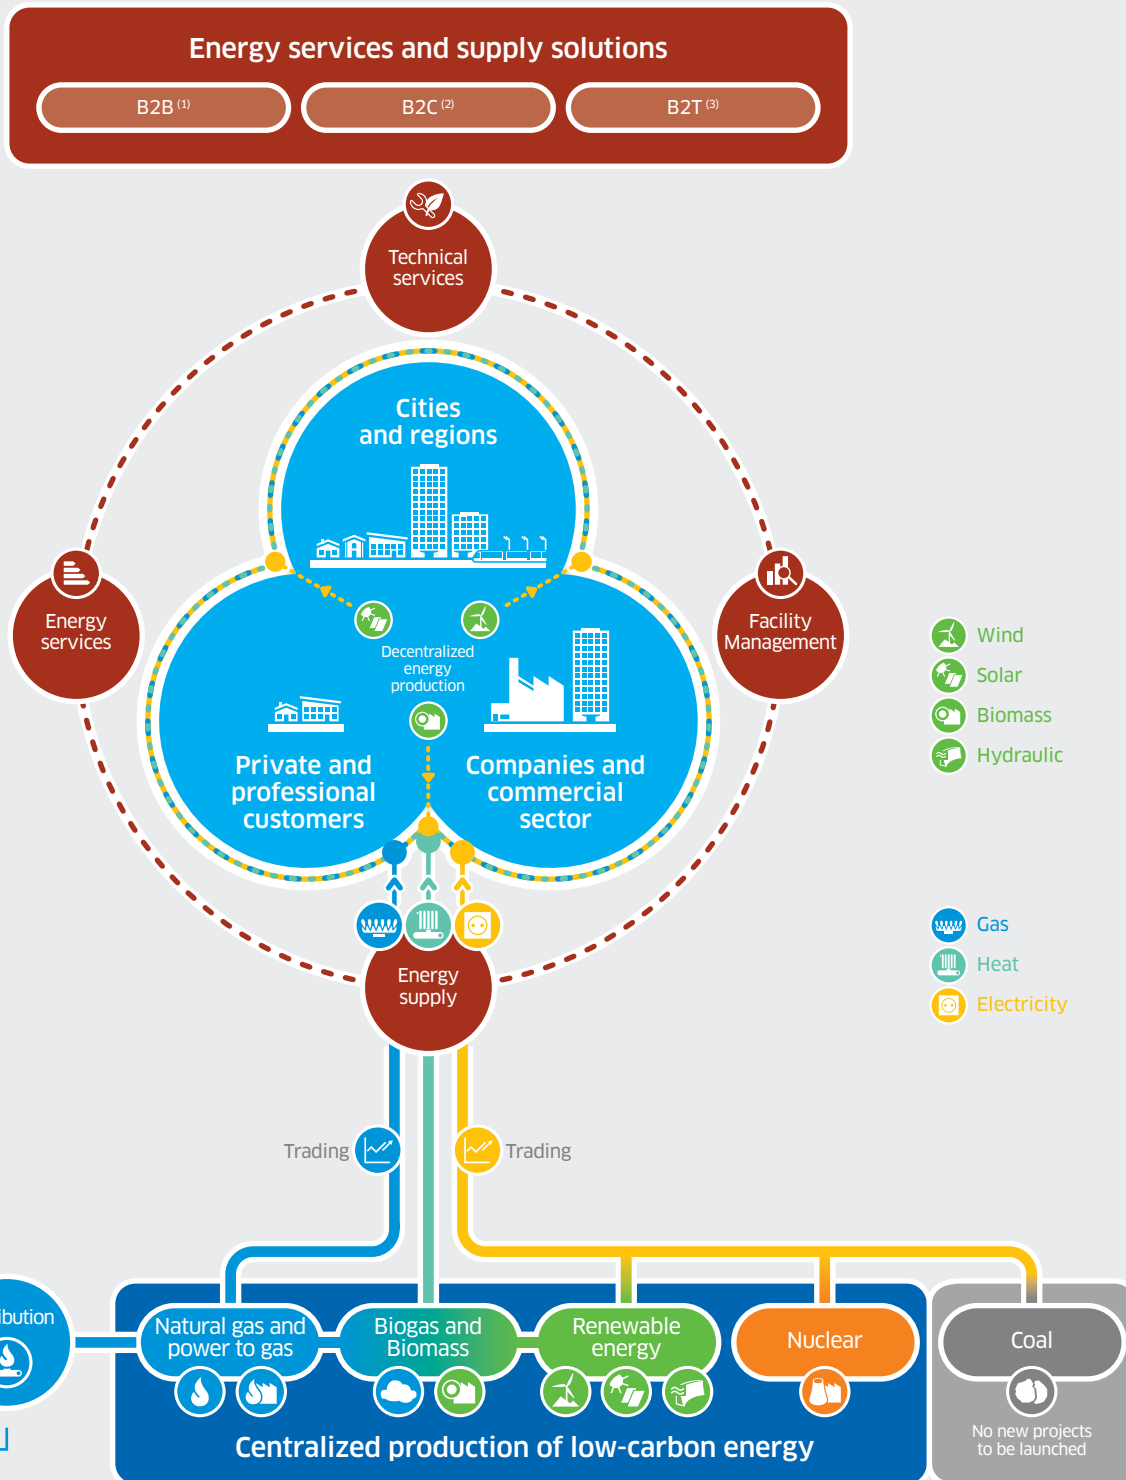 Energy services and supply solutions
B2B (1)
B2C (2)
B2T (3)
Technical
services
Cities
and regions
Energy
services
Facility
Management
Decentralized
energy
production
Private and
professional
customers
Companies and
commercial
sector
Wind
Solar
Biomass
Hydraulic
Gas
Heat
Electricity
Energy
supply
Trading
Trading
ibution
Natural gas and
power to gas
Biogas and
Biomass
Renewable
energy
Nuclear
Coal
No new projects
to be launched
Centralized production of low-carbon energy